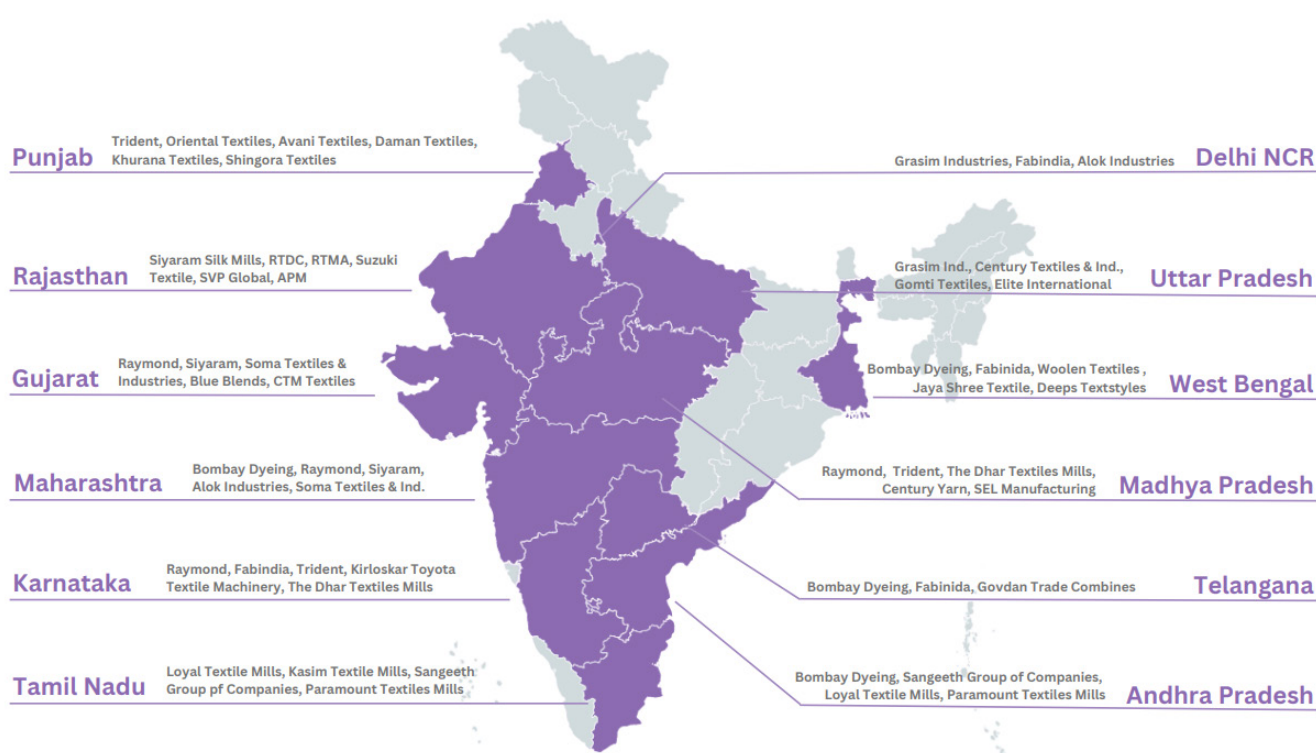 Punjab
Trident, Oriental Textiles, Avani Textiles, Daman Textiles,
Khurana Textiles, Shingora Textiles
Rajasthan
Siyaram Silk Mills, RTDC, RTMA, Suzuki
Textile, SVP Global, APM
Gujarat
Raymond, Siyaram, Soma Textiles &
Industries, Blue Blends, CTM Textiles
Maharashtra
Bombay Dyeing, Raymond, Siyaram,
Alok Industries, Soma Textiles & Ind.
Karnataka
Raymond, Fabindia, Trident, Kirloskar Toyota
Textile Machinery, The Dhar Textiles Mills
Tamil Nadu
Loyal Textile Mills, Kasim Textile Mills, Sangeeth
Group pf Companies, Paramount Textiles Mills
Grasim Industries, Fabindia, Alok Industries
Delhi NCR
Grasim Ind., Century Textiles & Ind.,
Gomti Textiles, Elite International
Uttar Pradesh
Bombay Dyeing, Fabinida, Woolen Textiles ,
Jaya Shree Textile, Deeps Textstyles
West Bengal
Raymond, Trident, The Dhar Textiles Mills,
Century Yarn, SEL Manufacturing
Madhya Pradesh
Bombay Dyeing, Fabinida, Govdan Trade Combines
Telangana
Bombay Dyeing, Sangeeth Group of Companies,
Loyal Textile Mills, Paramount Textiles Mills
Andhra Pradesh